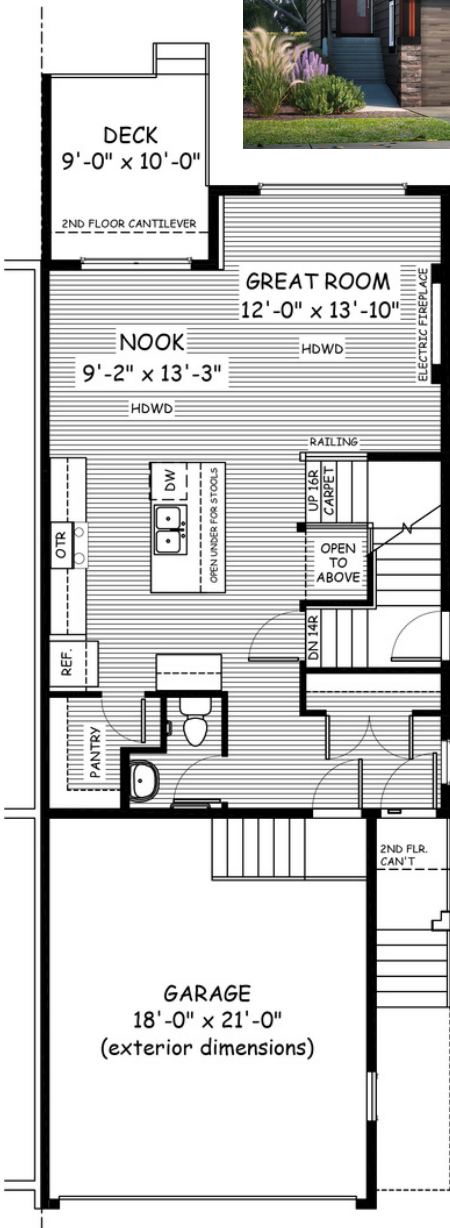 DECK
9'-0" x 10'-0"
2ND FLOOR CANTILEVER
GREAT ROOM
12'-0" x 13'-10"
HDWD
ELECTRIC FIREPLACE
NOOK
9'-2" x 13'-3"
HDWD
RAILING
DW
OPEN UNDER FOR STOOLS
UP 16R
CARPET
OTR
OPEN
TO
ABOVE
DN 14R
REF.
PANTRY
2ND FLR.
CAN'T
GARAGE
18'-0" x 21'-0"
(exterior dimensions)